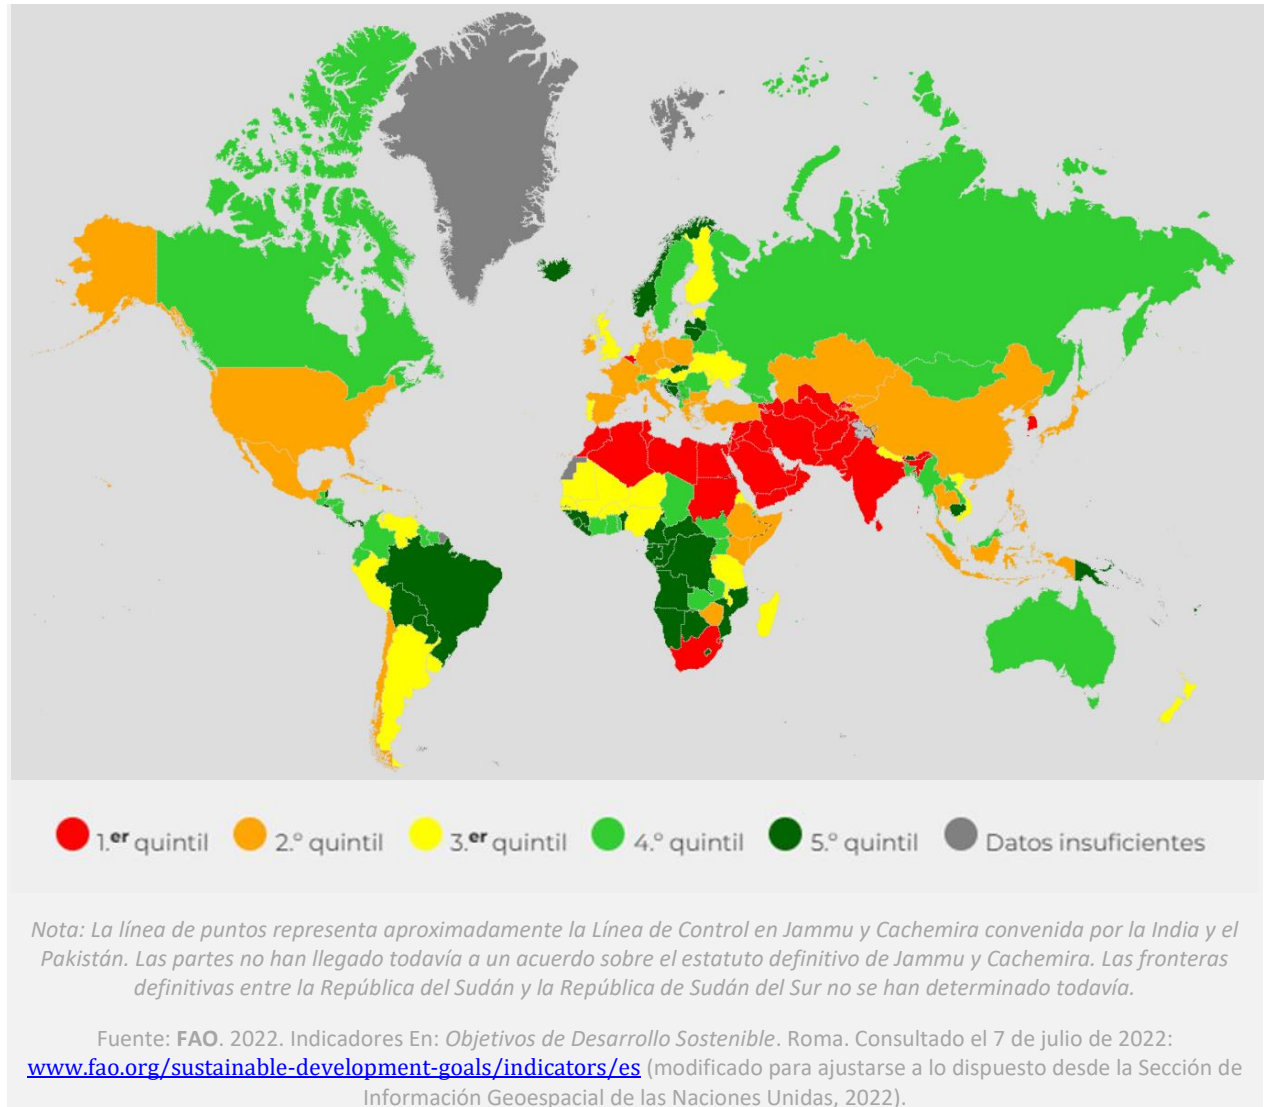 1.er quintil 2.º quintil 3.er quintil 4.º quintil 5.º quintil Datos insuficientes
Nota: La línea de puntos representa aproximadamente la Línea de Control en Jammu y Cachemira convenida por la India y el
Pakistán. Las partes no han llegado todavía a un acuerdo sobre el estatuto definitivo de Jammu y Cachemira. Las fronteras
definitivas entre la República del Sudán y la República de Sudán del Sur no se han determinado todavía.
Fuente: FAO. 2022. Indicadores En: Objetivos de Desarrollo Sostenible. Roma. Consultado el 7 de julio de 2022:
www.fao.org/sustainable-development-goals/indicators/es (modificado para ajustarse a lo dispuesto desde la Sección de
Información Geoespacial de las Naciones Unidas, 2022).